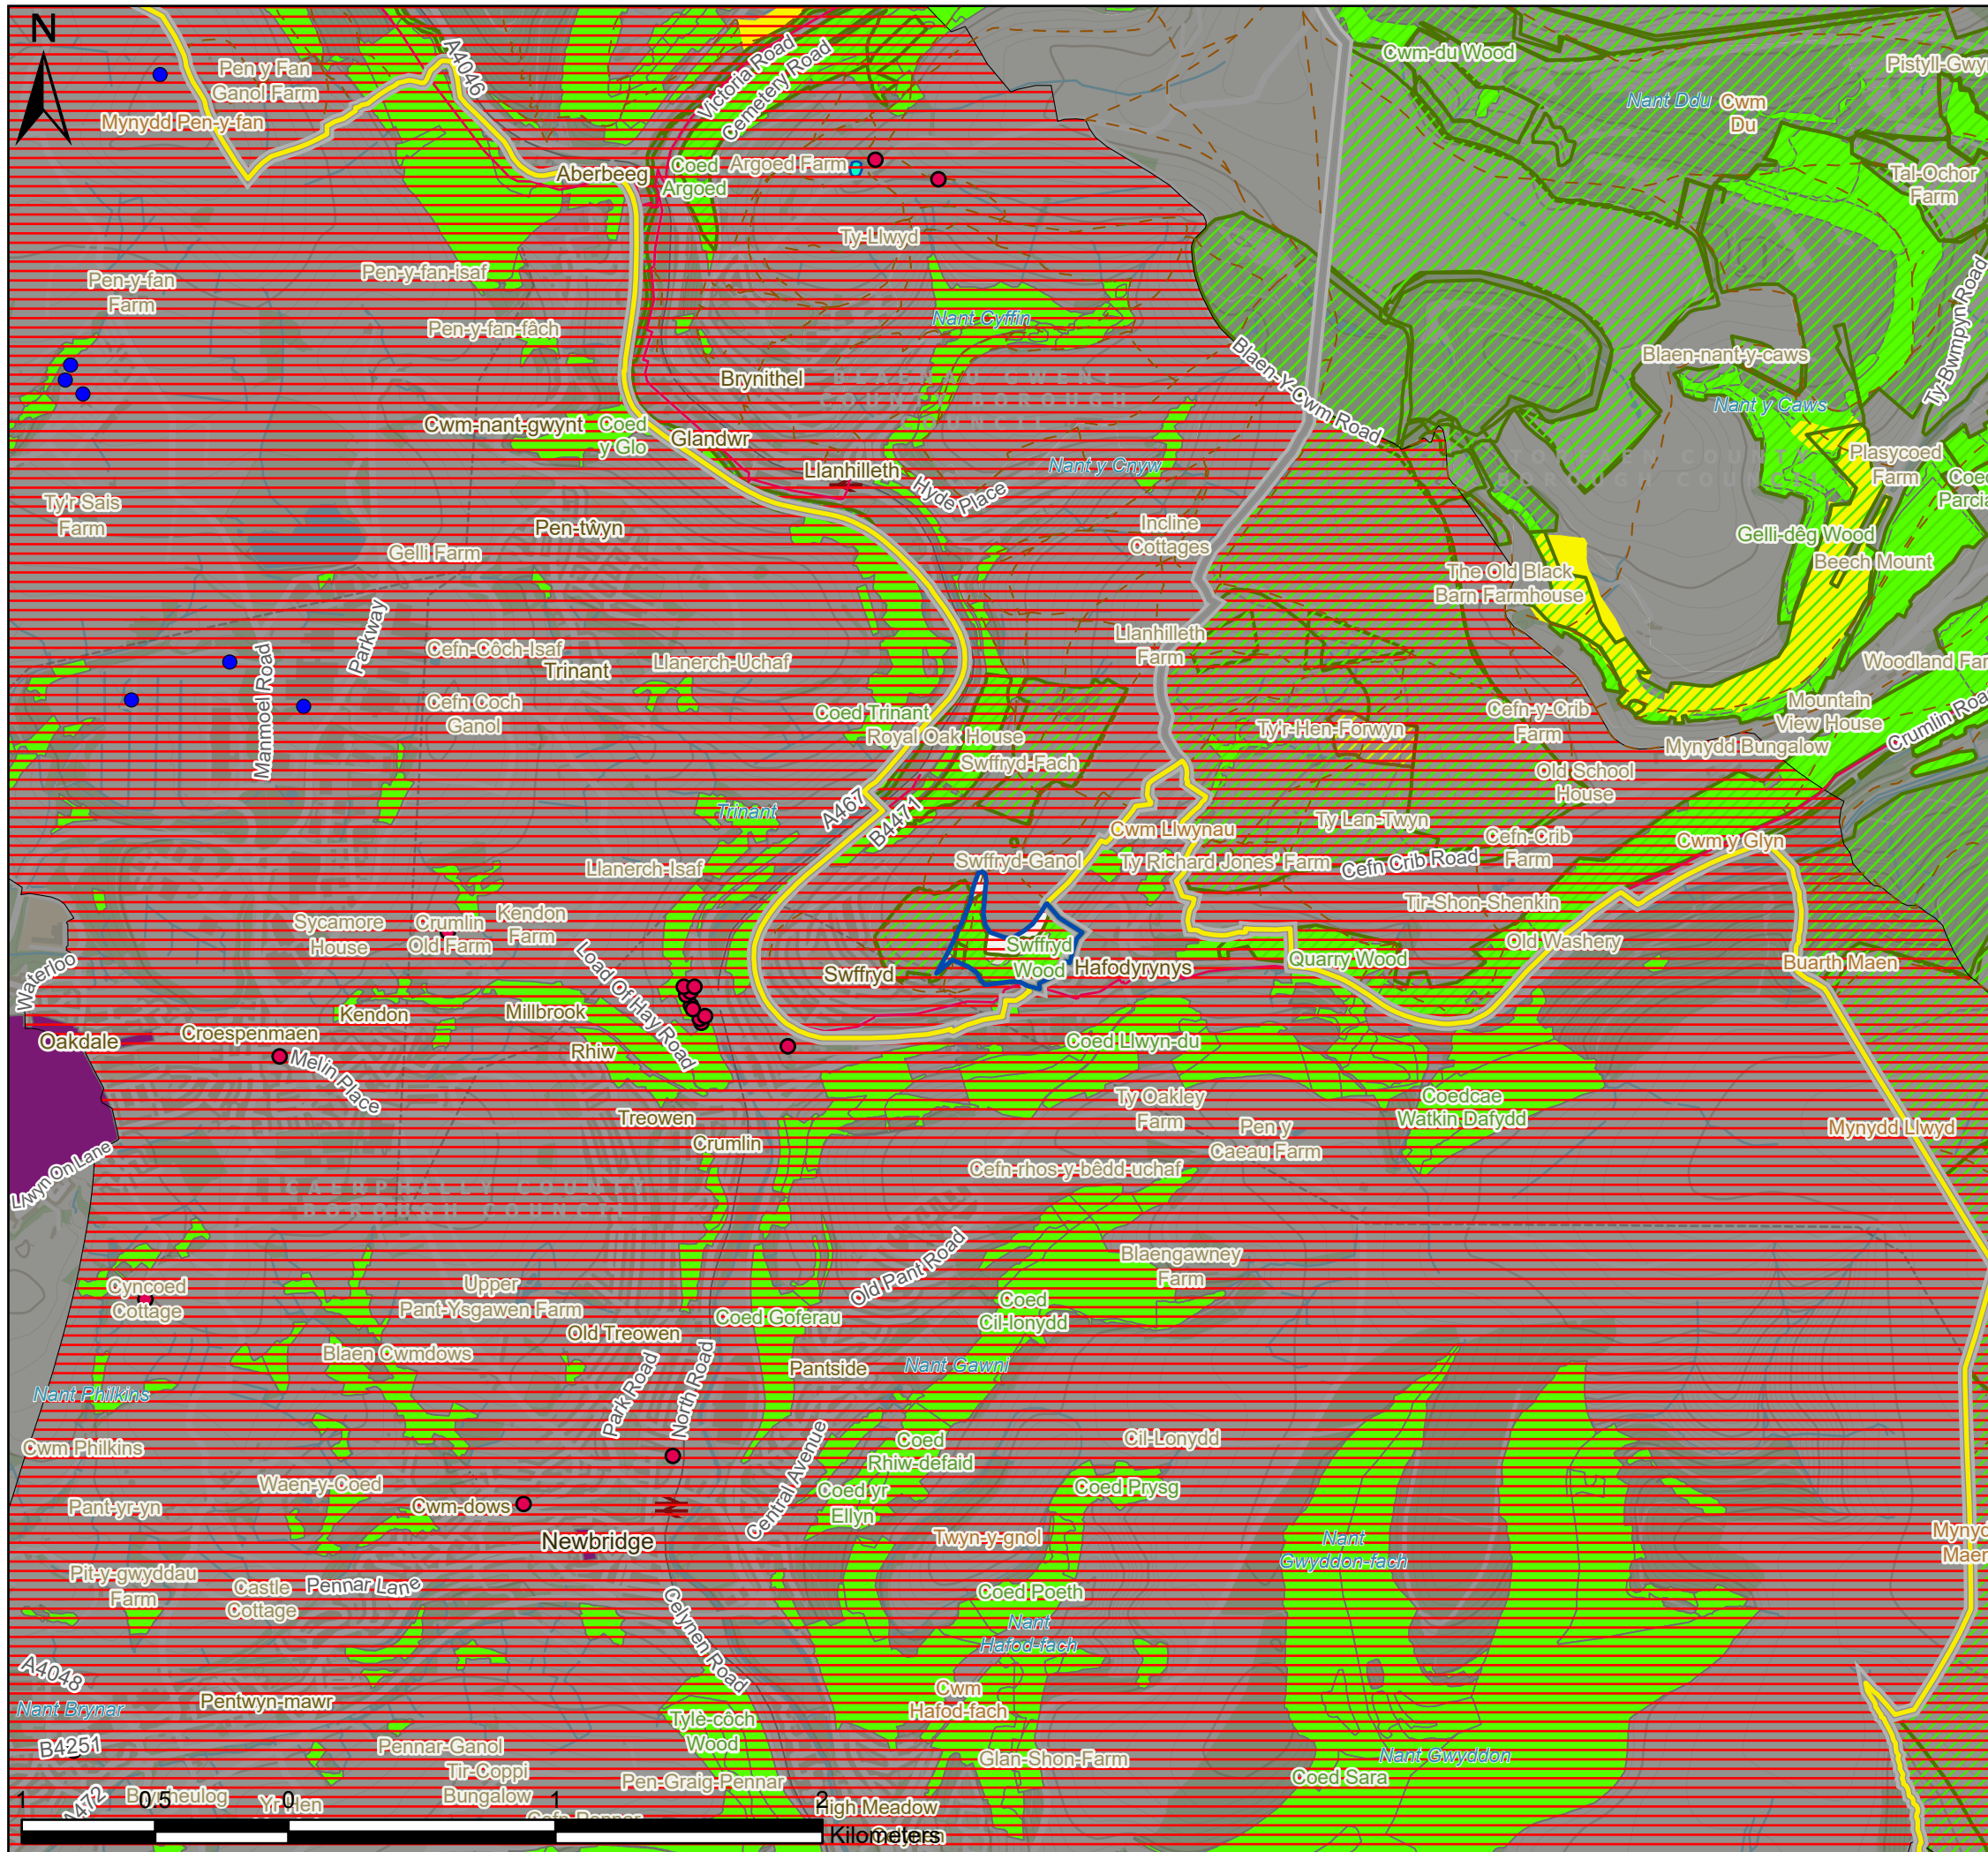 N
A4046
Pen y Fan
Ganol Farm
Mynydd Pen-y-fan
Victoria Road
Cemetery Road
Cwm-du Wood
Nant Ddu
Cwm
Du
Aberbeeg
Coed
Argoed
Argoed Farm
Tal-Ochor
Farm
Ty-Llwyd
Pen-y-fan
Farm
Pen-y-fan-isaf
Pen-y-fan-fâch
Nant Cyffin
Ty-Bwmpyn Road
Blaen-Y-Cwm Road
Blaen-nant-y-caws
Nant y Caws
Brynithel
BLAENAU GWENT
COUNTY BOROUGH
COUNCIL
Cwm-nant-gwynt
Coed
y Glo
Glandwr
Llanhilleth
Nant y Cnyw
Hyde Place
TORFAEN COUNTY
BOROUGH COUNCIL
Plasycoed
Farm
Ty'r Sais
Farm
Pen-tŵyn
Gelli Farm
Incline
Cottages
Gelli-dêg Wood
Beech Mount
The Old Black
Barn Farmhouse
Manmoel Road
Parkway
Cefn-Côch-Isaf
Trinant
Llanerch-Uchaf
Llanhilleth
Farm
Cefn Coch
Ganol
Coed Trinant
Royal Oak House
Swffryd-Fach
Ty'r-Hen-Forwyn
Cefn-y-Crib
Farm
Mountain
View House
Mynydd Bungalow
Old School
House
Trinant
A467
B4471
Cwm Llwynau
Ty Lan-Twyn
Cefn-Crib
Farm
Cwm y Glyn
Llanerch-Isaf
Swffryd-Ganol
Ty Richard Jones' Farm
Cefn Crib Road
Tir-Shon-Shenkin
Sycamore
House
Crumlin
Old Farm
Kendon
Farm
Load Of Hay Road
Swffryd
Swffryd
Wood
Hafodyrynys
Quarry Wood
Old Washery
Buarth Maen
Waterloo
Oakdale
Croespenmaen
Kendon
Millbrook
Rhiw
Melin Place
Coed Llwyn-du
Treowen
Crumlin
Ty Oakley
Farm
Pen y
Caeau Farm
Coedcae
Watkin Dafydd
Mynydd Llwyd
Llwyn On Lane
CAERPHILLY COUNTY
BOROUGH COUNCIL
Cefn-rhos-y-bêdd-uchaf
Old Pant Road
Blaengawney
Farm
Cyncoed
Cottage
Upper
Pant-Ysgawen Farm
Coed Goferau
Coed
Cil-lonydd
Old Treowen
Blaen Cwmdows
Park Road
North Road
Pantside
Nant Gawni
Nant Philkins
Cwm Philkins
Central Avenue
Coed
Rhiw-defaid
Cil-Lonydd
Waen-y-Coed
Pant-yr-yn
Cwm-dows
Coed yr
Ellyn
Coed Prysg
Newbridge
Twyn-y-gnol
Nant
Gwyddon-fach
Pit-y-gwyddau
Farm
Castle
Cottage
Pennar Lane
Coed Poeth
Nant
Hafod-fach
Celynen Road
A4048
Nant Brynar
Pentwyn-mawr
Cwm
Hafod-fach
B4251
Tylê-côch
Wood
Pennar-Ganol
Tir-Coppi
Bungalow
Pen-Graig-Pennar
Glan-Shon-Farm
Nant Gwyddon
Coed Sara
A472
High Meadow
1 0.5 0 1 2
Kilometers